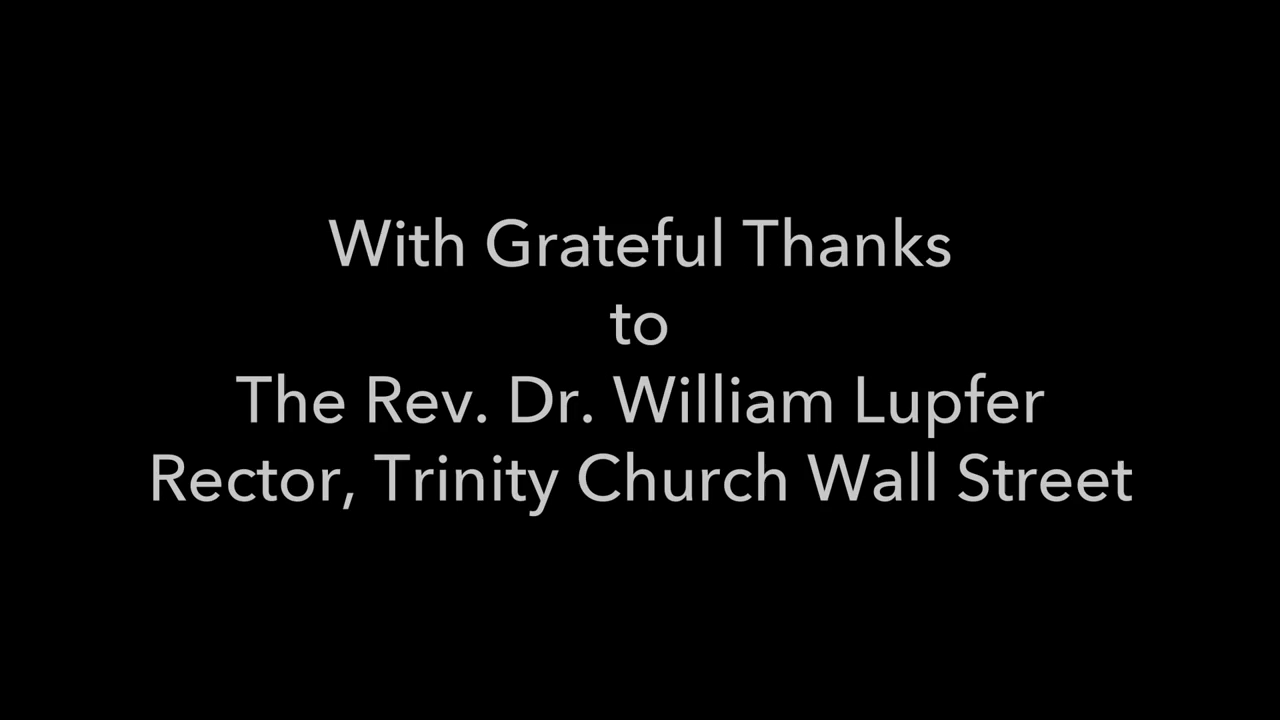 With Grateful Thanks
to
The Rev. Dr. William Lupfer
Rector, Trinity Church Wall Street